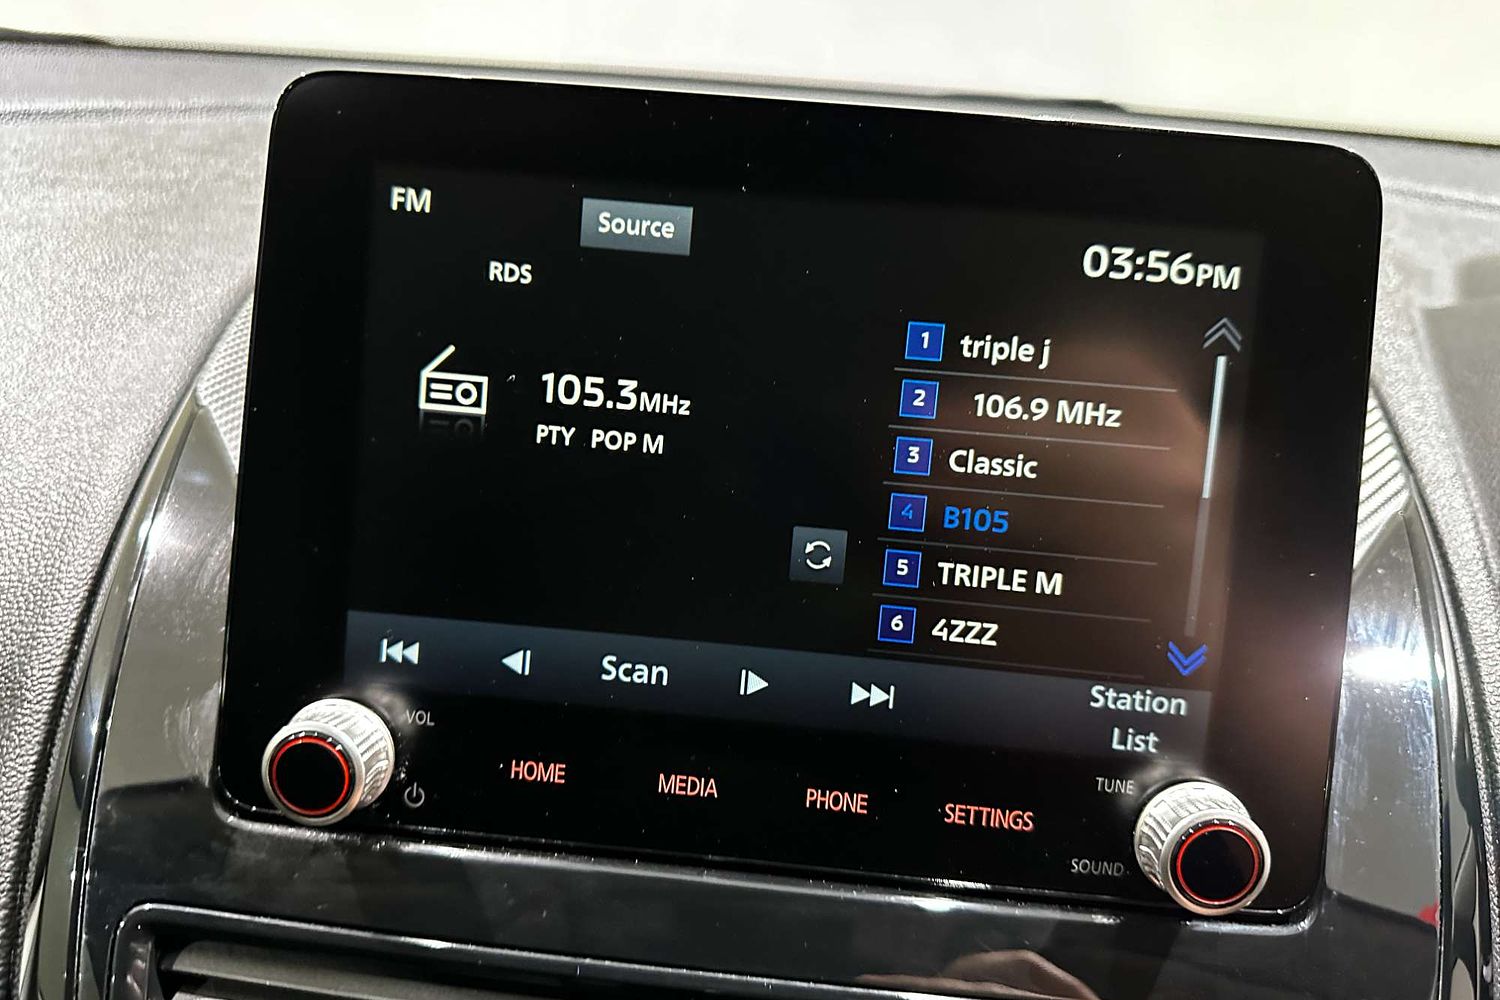 FM
Source
03:56PM
RDS
105.3MHz
PTY POP M
1 triple j
2 106.9 MHz
3 Classic
4 B105
5 TRIPLE M
6 4ZZZ
Scan
Station
List
VOL
HOME
MEDIA
PHONE
SETTINGS
TUNE
SOUND